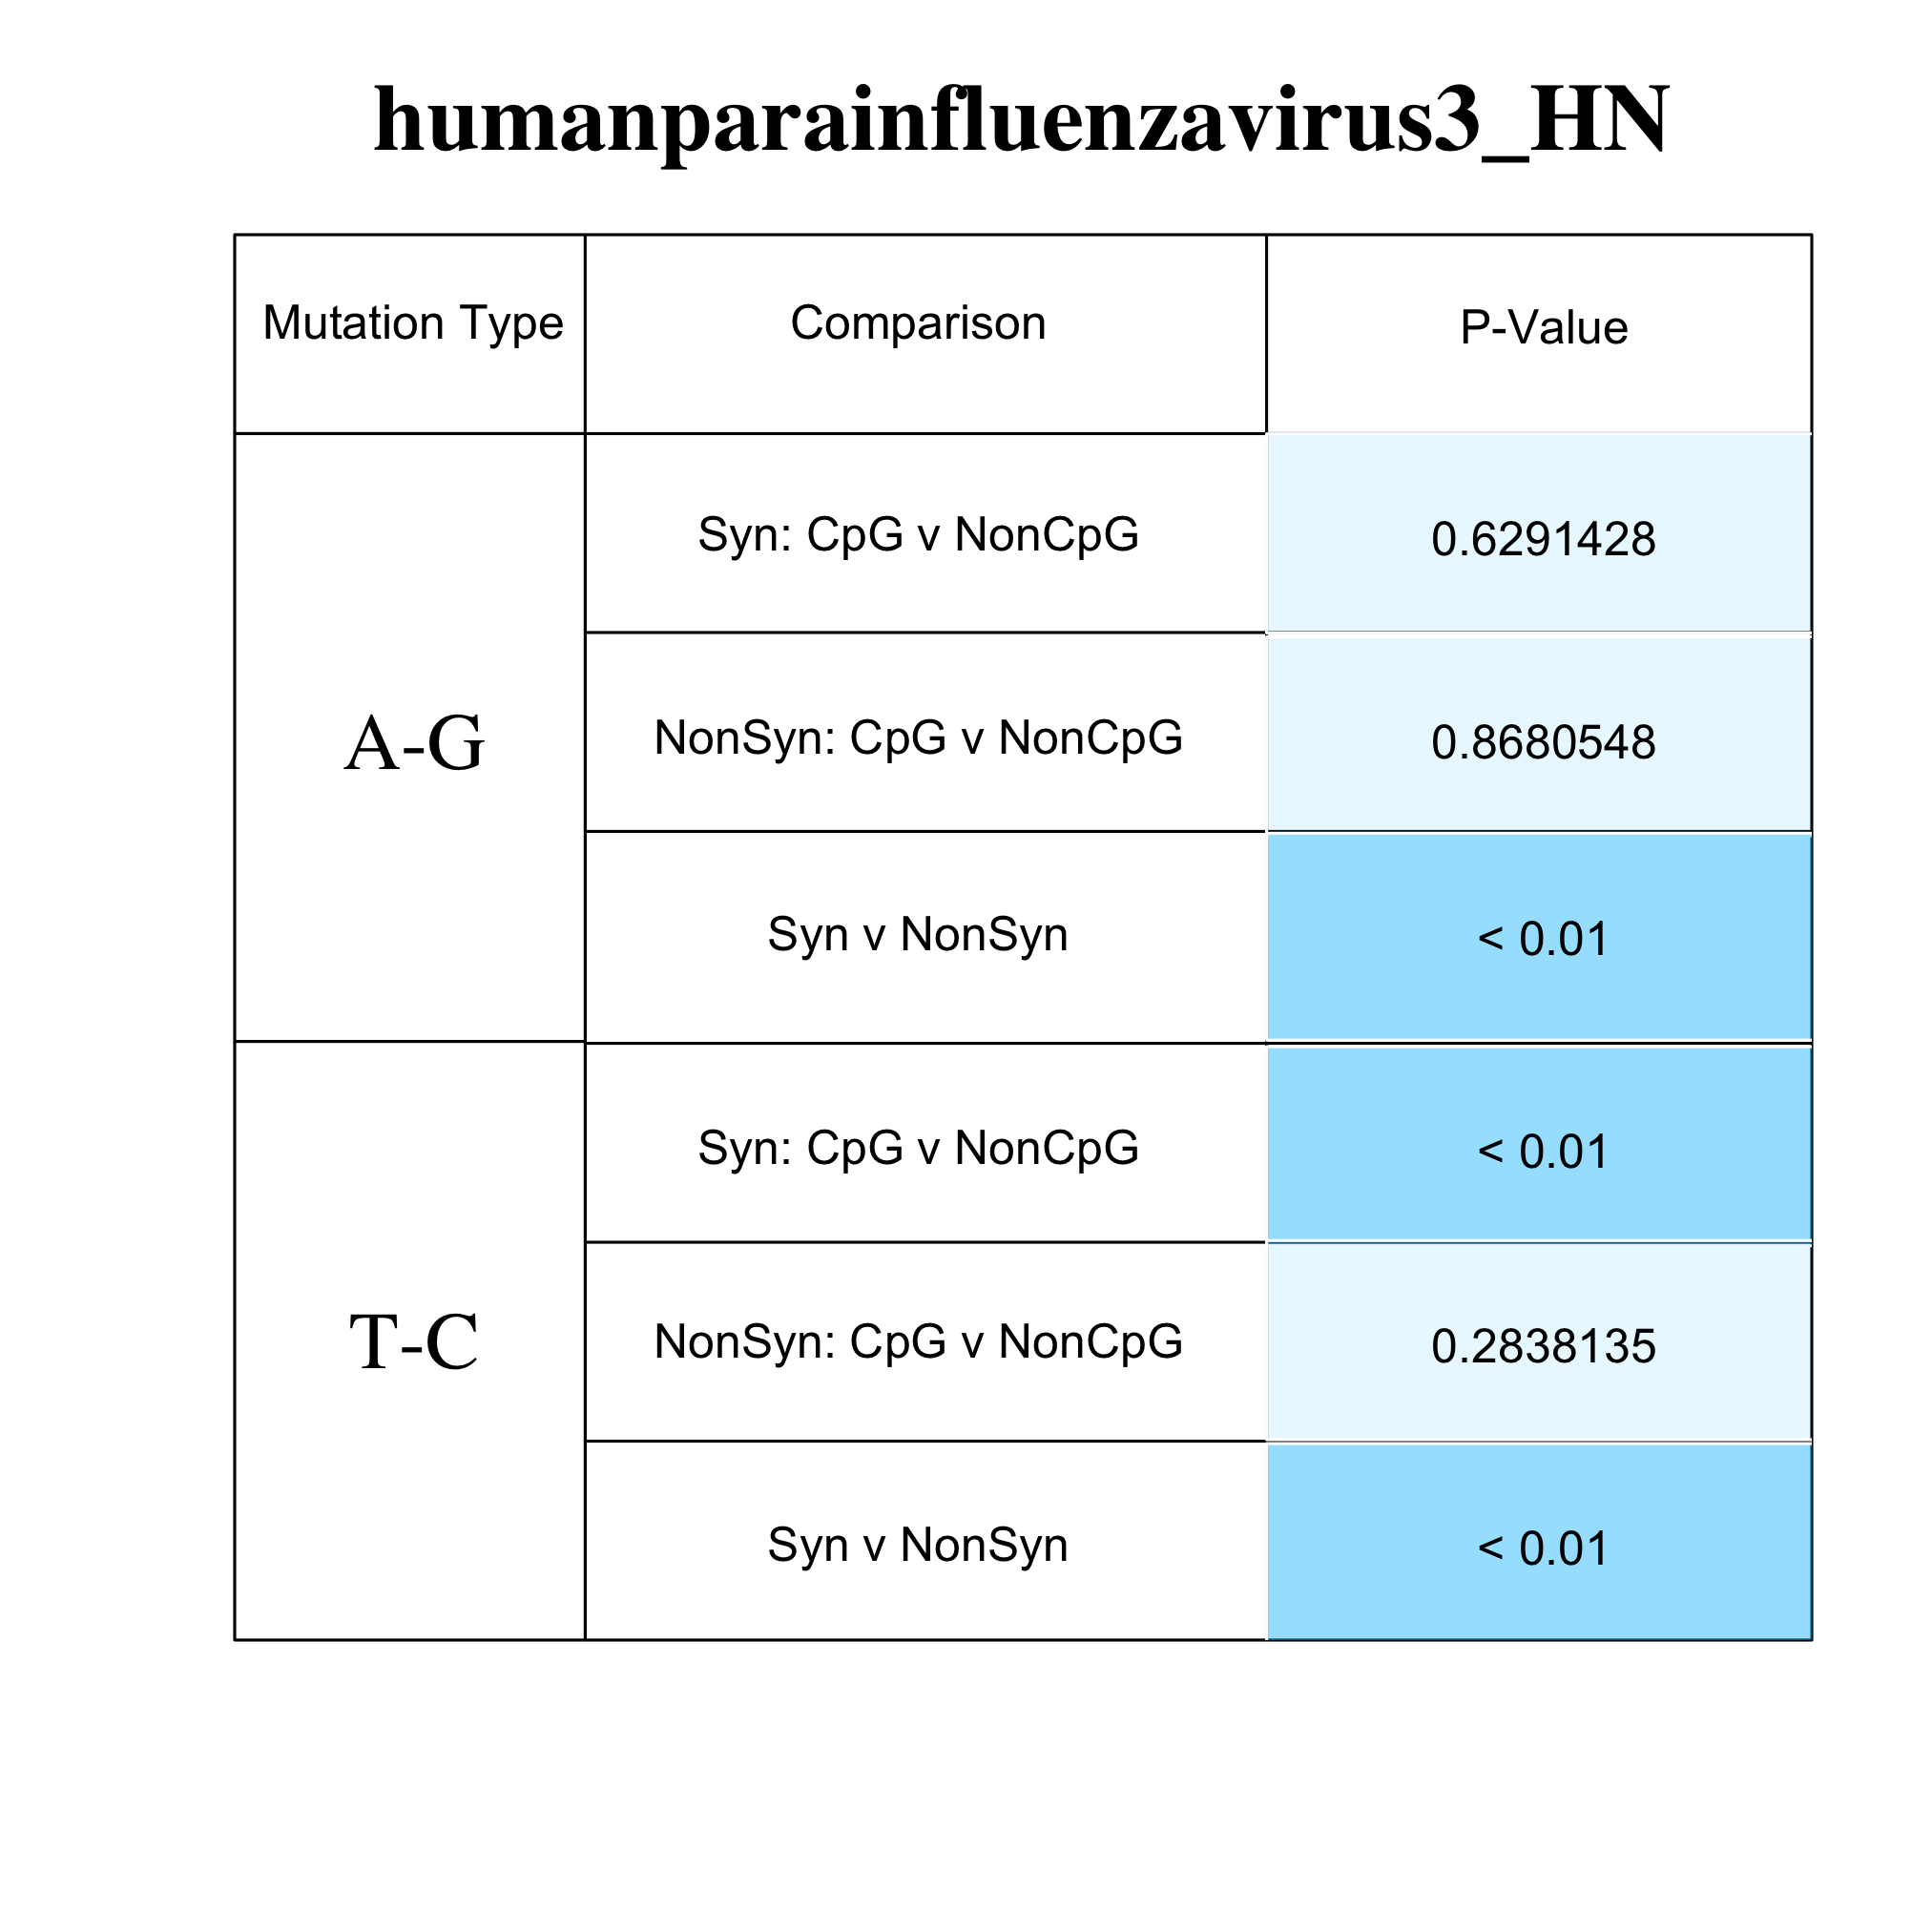 humanparainfluenzavirus3_HN
Mutation Type Comparison P-Value
Syn: CpG v NonCpG 0.6291428
A-G NonSyn: CpG v NonCpG 0.8680548
Syn v NonSyn < 0.01
Syn: CpG v NonCpG < 0.01
T-C NonSyn: CpG v NonCpG 0.2838135
Syn v NonSyn < 0.01